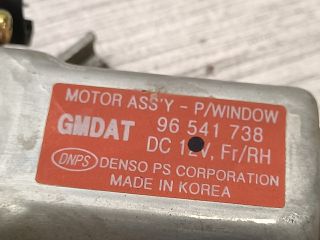 MOTOR ASS'Y - P/WINDOW
GMDAT 96 541 738
DC 12V, Fr/RH
DNPS DENSO PS CORPORATION
MADE IN KOREA